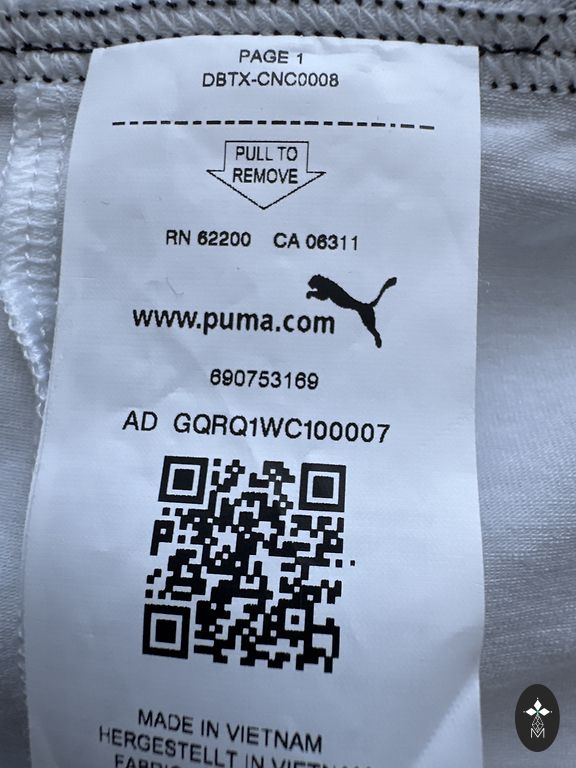 PAGE 1
DBTX-CNC0008
PULL TO
REMOVE
RN 62200 CA 06311
www.puma.com
690753169
AD GQRQ1WC100007
MADE IN VIETNAM
HERGESTELLT IN VIETNAM
M